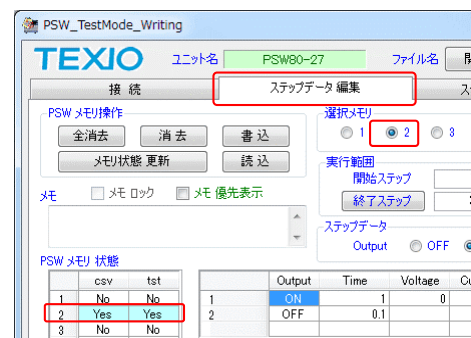 PSW_TestMode_Writing
TEXIO ユニット名 PSW80-27 ファイル名
接 続 ステップデータ 編集
PSW メモリ操作 選択メモリ
全消去 消 去 書 込 1 2 3
メモリ状態 更新 読 込 実行範囲
開始ステップ
メモ メモ ロック メモ 優先表示 終了ステップ
ステップデータ
Output OFF
PSW メモリ 状態
csv tst Output Time Voltage
1 No No 1 ON 1 0
2 Yes Yes 2 OFF 0.1
3 No No